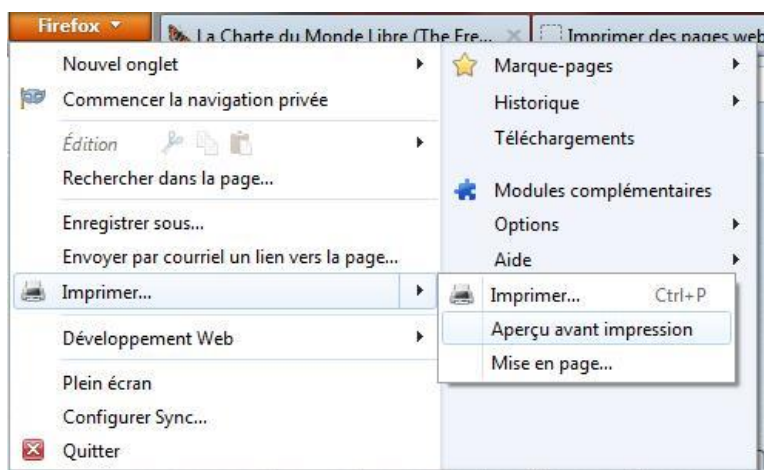 Firefox
La Charte du Monde Libre (The Fre...
Imprimer des pages web
Nouvel onglet
Commencer la navigation privée
Édition
Rechercher dans la page...
Enregistrer sous...
Envoyer par courriel un lien vers la page...
Imprimer...
Développement Web
Plein écran
Configurer Sync...
Quitter
Marque-pages
Historique
Téléchargements
Modules complémentaires
Options
Aide
Imprimer... Ctrl+P
Aperçu avant impression
Mise en page...